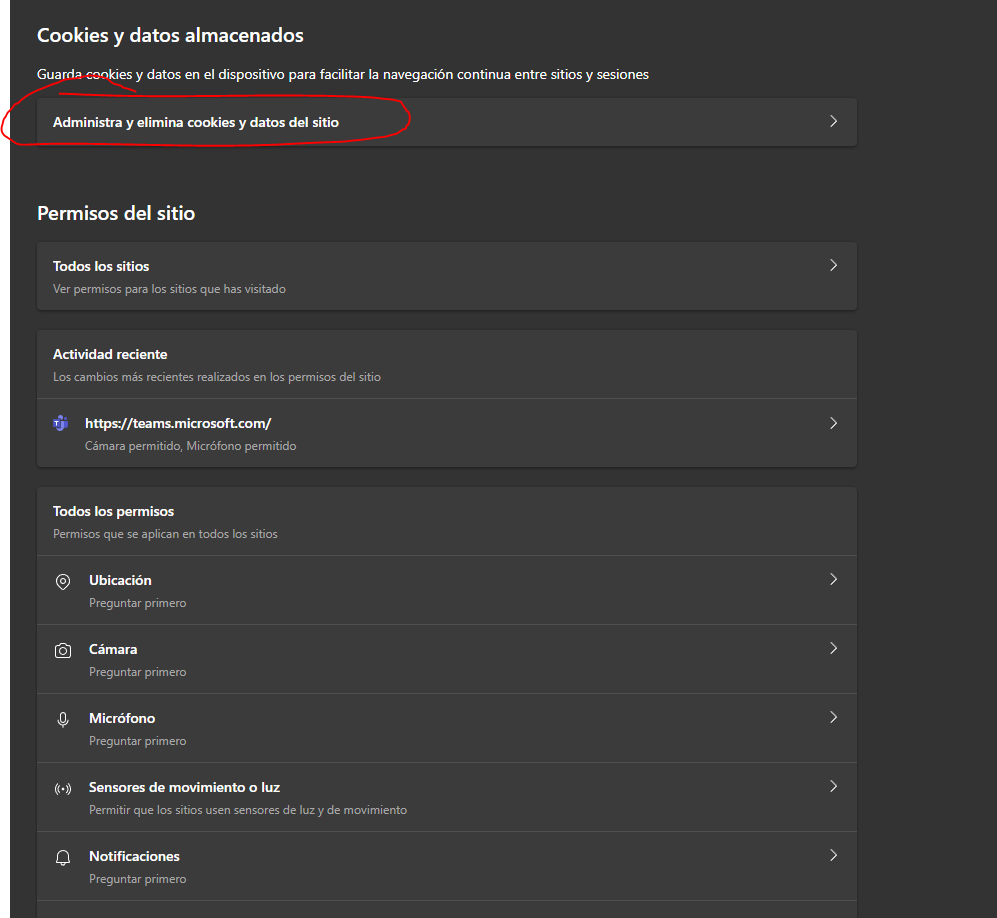 Cookies y datos almacenados
Guarda cookies y datos en el dispositivo para facilitar la navegación continua entre sitios y sesiones
Administra y elimina cookies y datos del sitio
Permisos del sitio
Todos los sitios
Ver permisos para los sitios que has visitado
Actividad reciente
Los cambios más recientes realizados en los permisos del sitio
https://teams.microsoft.com/
Cámara permitido, Micrófono permitido
Todos los permisos
Permisos que se aplican en todos los sitios
Ubicación
Preguntar primero
Cámara
Preguntar primero
Micrófono
Preguntar primero
Sensores de movimiento o luz
Permitir que los sitios usen sensores de luz y de movimiento
Notificaciones
Preguntar primero